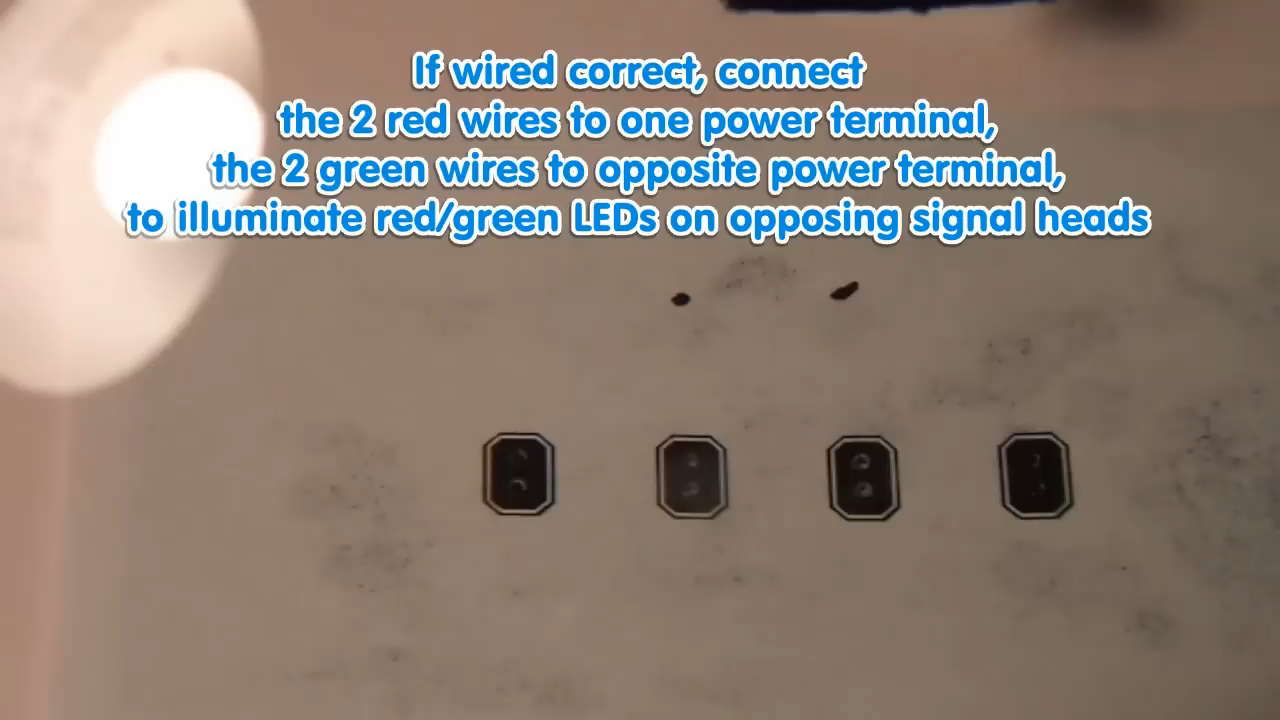 If wired correct, connect
the 2 red wires to one power terminal,
the 2 green wires to opposite power terminal,
to illuminate red/green LEDs on opposing signal heads